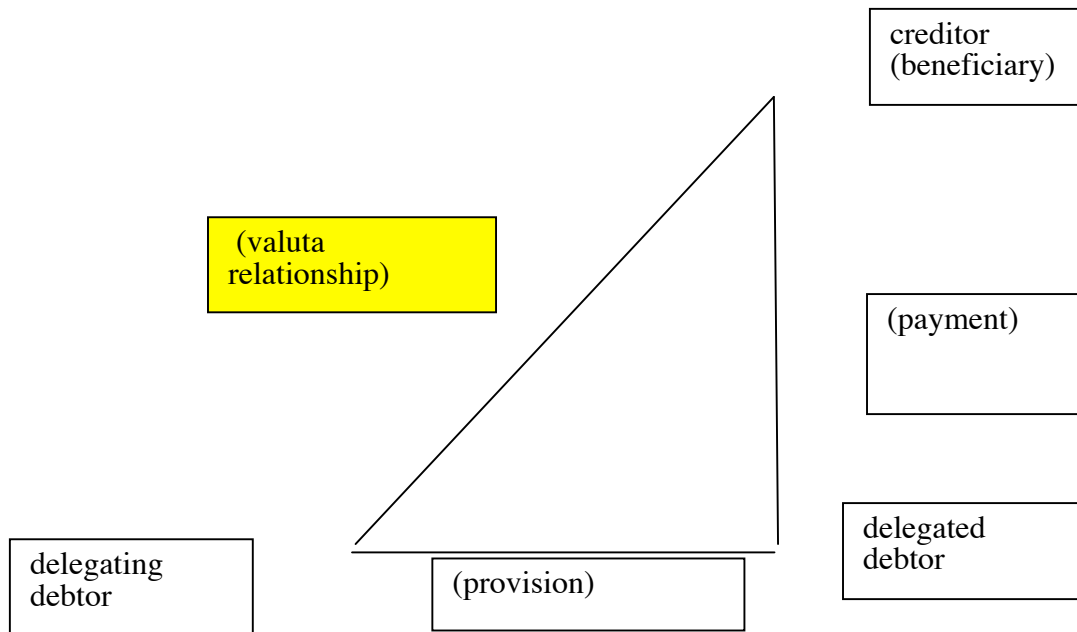 creditor
(beneficiary)
(valuta
relationship)
(payment)
delegated
debtor
delegating
debtor
(provision)